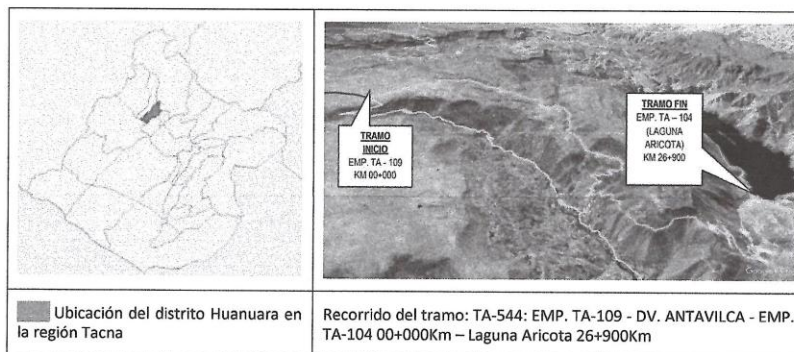 TRAMO
INICIO
EMP. TA - 109
KM 00+000
TRAMO FIN
EMP. TA – 104
(LAGUNA
ARICOTA)
KM 26+900
Ubicación del distrito Huanuara en
la región Tacna
Recorrido del tramo: TA-544: EMP. TA-109 - DV. ANTAVILCA - EMP.
TA-104 00+000Km – Laguna Aricota 26+900Km